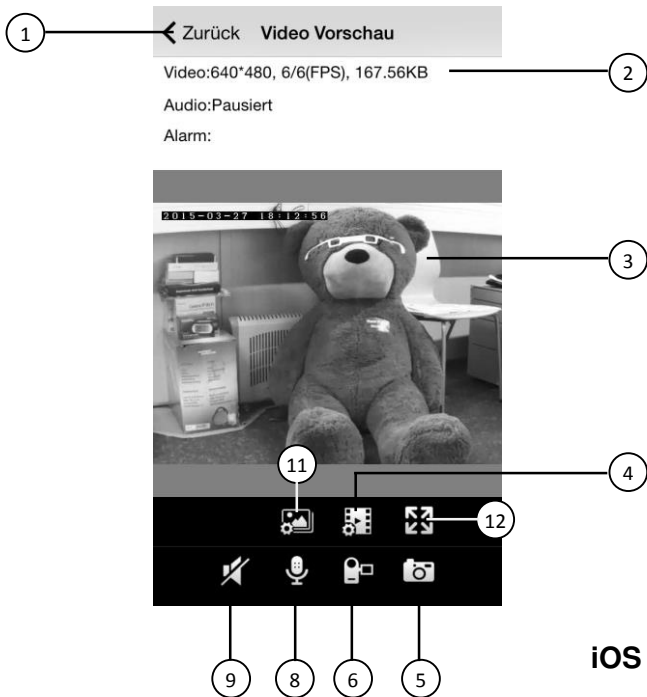 1
Zurück Video Vorschau
Video:640*480, 6/6(FPS), 167.56KB
2
Audio:Pausiert
Alarm:
2015-03-27 18:12:56
3
11
4
12
9
8
6
5
iOS